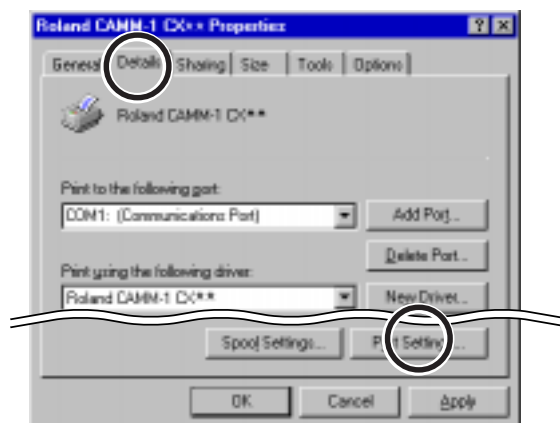 Roland CAMM-1 CX** Properties
General Details Sharing Size Tools Options
Roland CAMM-1 CX**
Print to the following port:
COM1: (Communications Port)
Add Port...
Delete Port...
Print using the following driver:
Roland CAMM-1 CX**
New Driver...
Spool Settings... Port Settings...
OK Cancel Apply